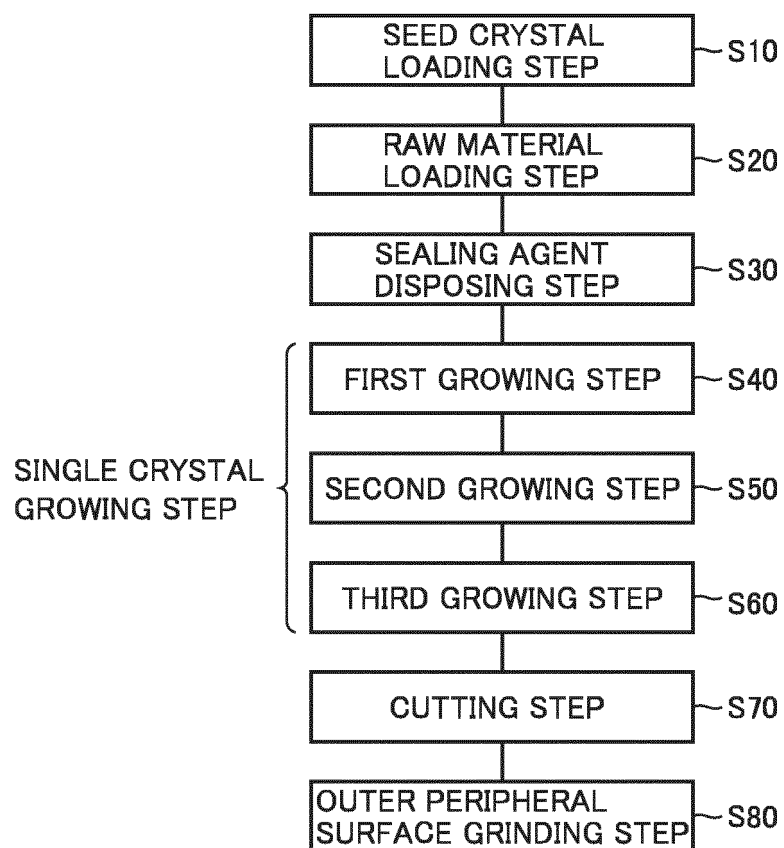 SEED CRYSTAL
LOADING STEP
S10
RAW MATERIAL
LOADING STEP
S20
SEALING AGENT
DISPOSING STEP
S30
SINGLE CRYSTAL
GROWING STEP
FIRST GROWING STEP
S40
SECOND GROWING STEP
S50
THIRD GROWING STEP
S60
CUTTING STEP
S70
OUTER PERIPHERAL
SURFACE GRINDING STEP
S80